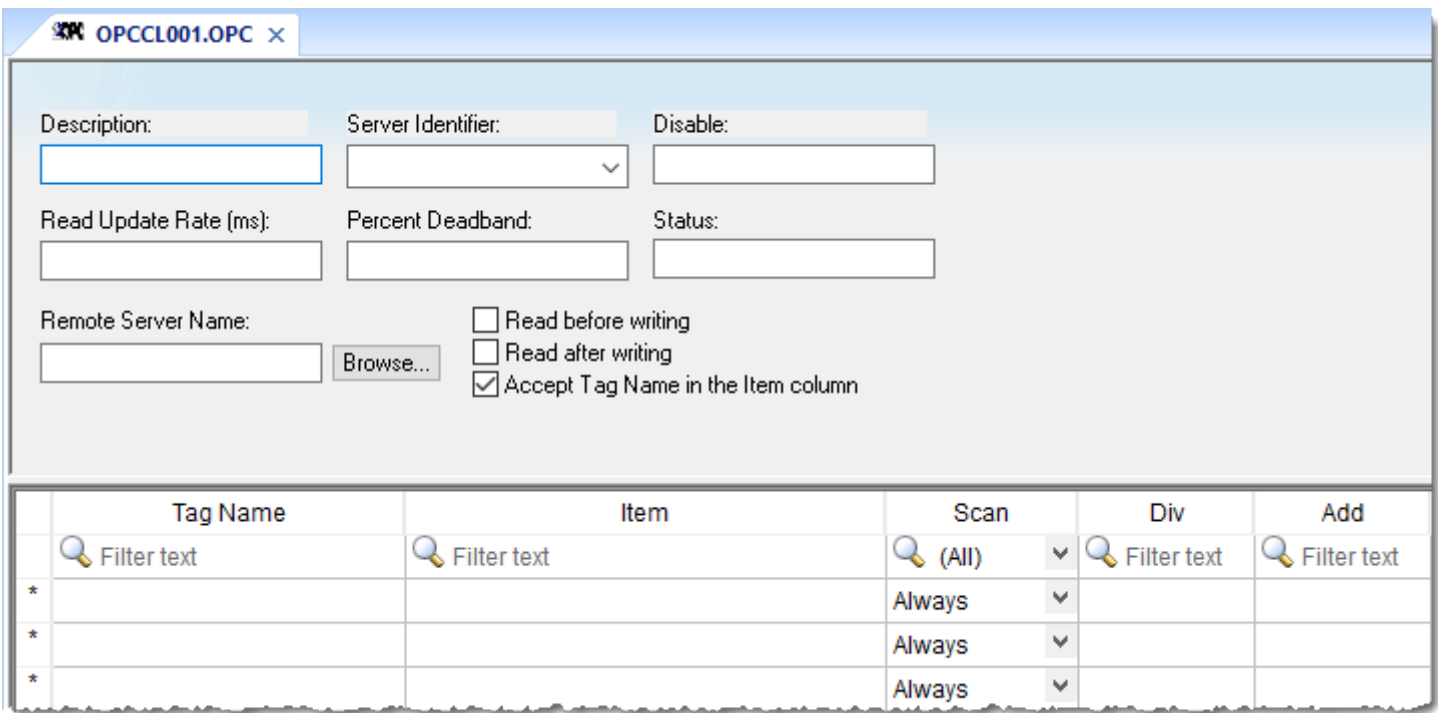 OPC OPCCL001.OPC
Description: Server Identifier: Disable:
Read Update Rate (ms): Percent Deadband: Status:
Remote Server Name: Read before writing
Browse... Read after writing
Accept Tag Name in the Item column
Tag Name Item Scan Div Add
Filter text Filter text (All) Filter text Filter text
* Always
* Always
* Always